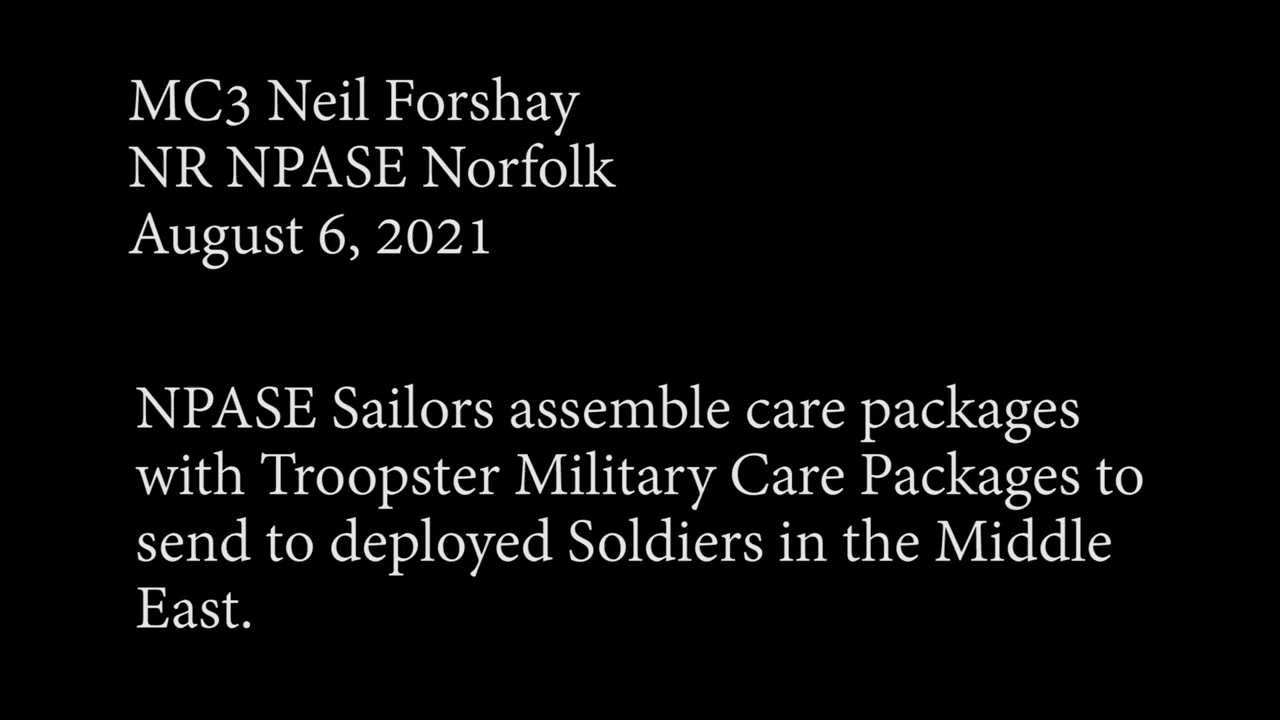 MC3 Neil Forshay
NR NPASE Norfolk
August 6, 2021
NPASE Sailors assemble care packages
with Troopster Military Care Packages to
send to deployed Soldiers in the Middle
East.